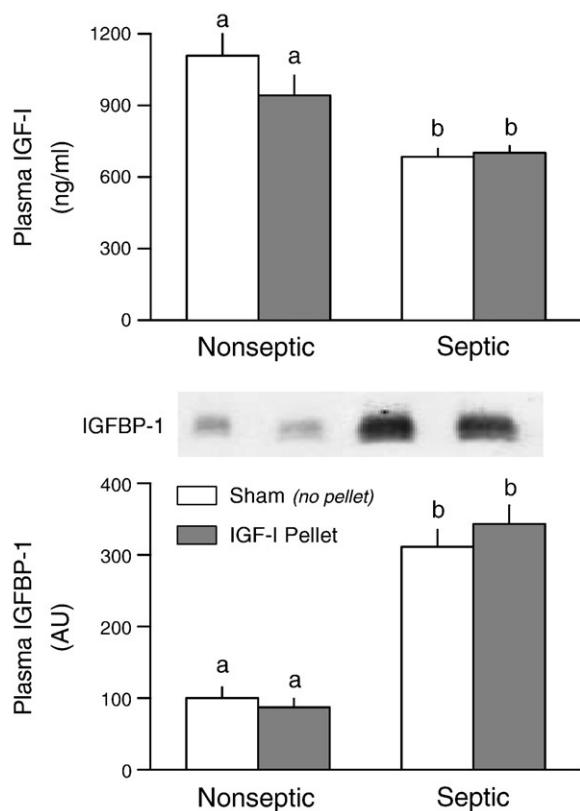 1200
900
600
300
0
Plasma IGF-I
(ng/ml)
a
a
b
b
Nonseptic
Septic
IGFBP-1
400
300
200
100
0
Plasma IGFBP-1
(AU)
Sham (no pellet)
IGF-I Pellet
a
a
b
b
Nonseptic
Septic